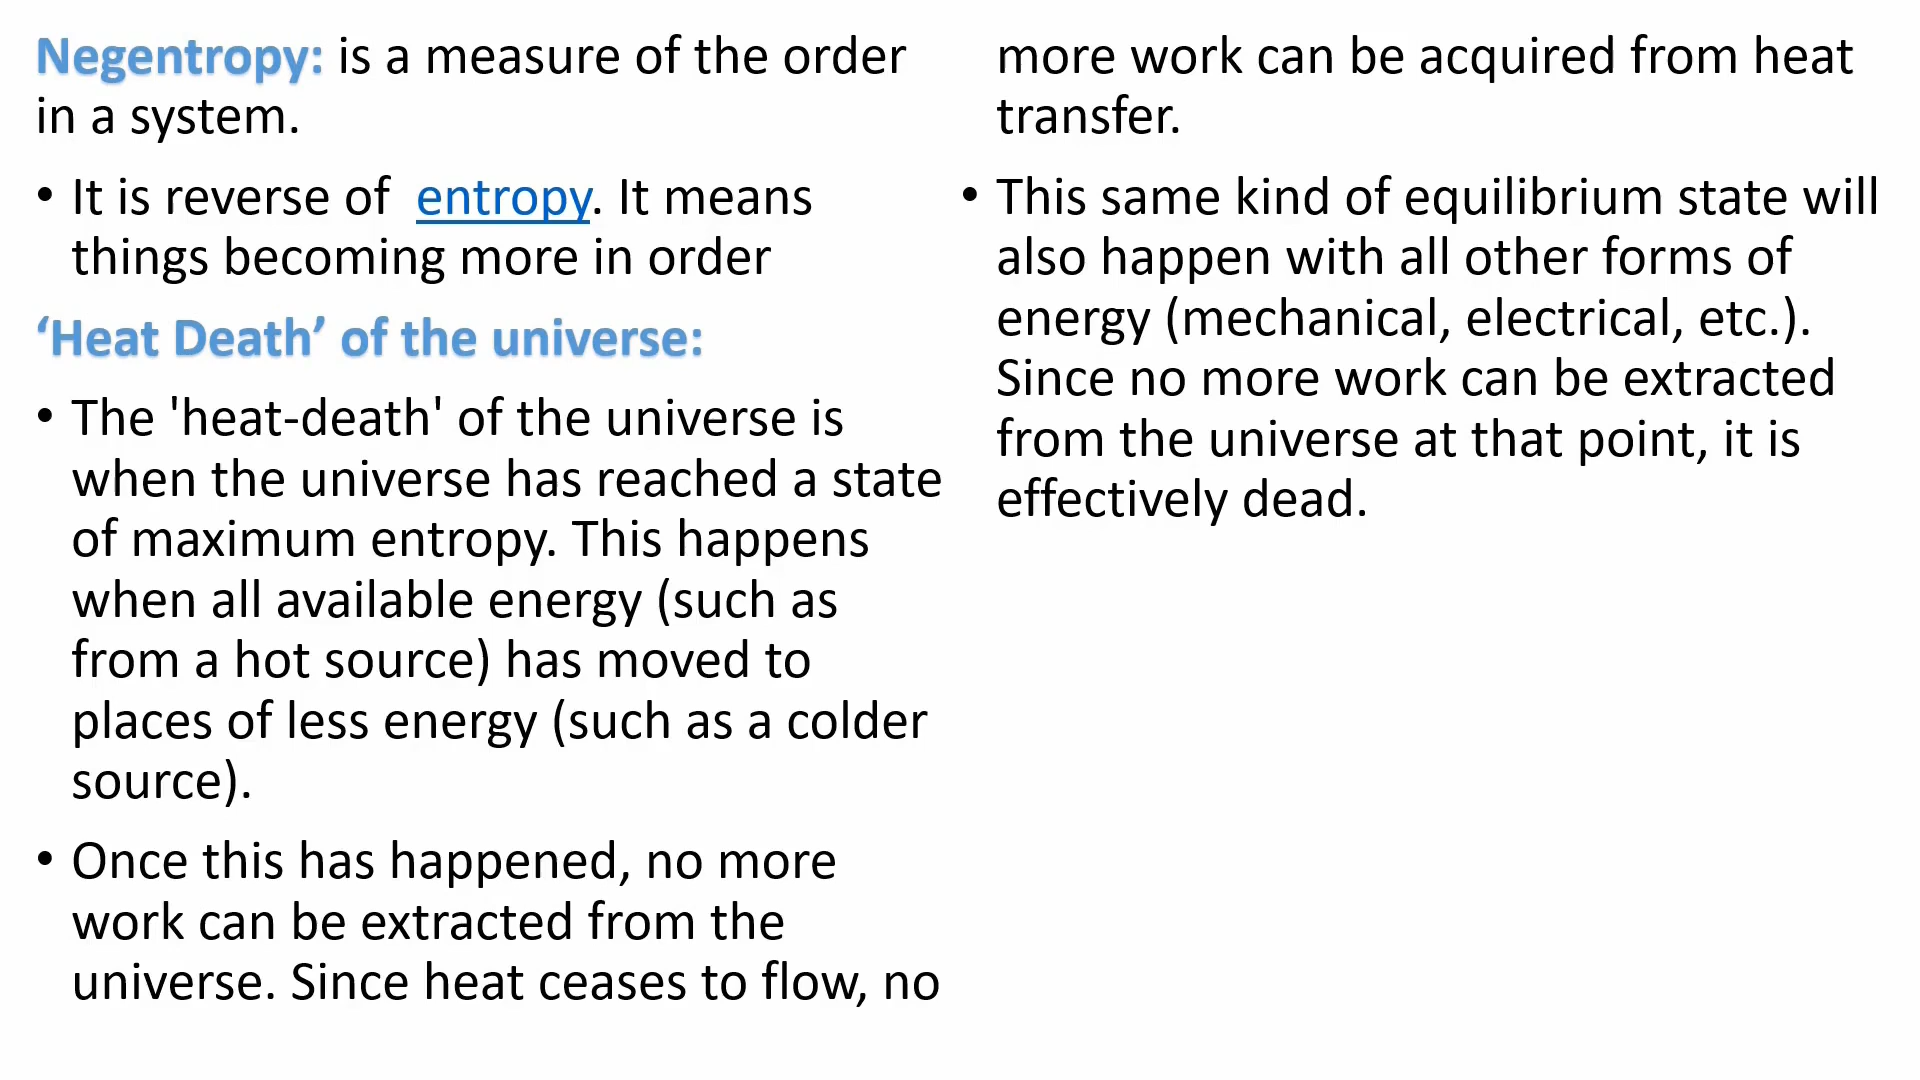 Negentropy: is a measure of the order
in a system.
• It is reverse of entropy. It means
things becoming more in order
‘Heat Death’ of the universe:
• The 'heat-death' of the universe is
when the universe has reached a state
of maximum entropy. This happens
when all available energy (such as
from a hot source) has moved to
places of less energy (such as a colder
source).
• Once this has happened, no more
work can be extracted from the
universe. Since heat ceases to flow, no
more work can be acquired from heat
transfer.
• This same kind of equilibrium state will
also happen with all other forms of
energy (mechanical, electrical, etc.).
Since no more work can be extracted
from the universe at that point, it is
effectively dead.